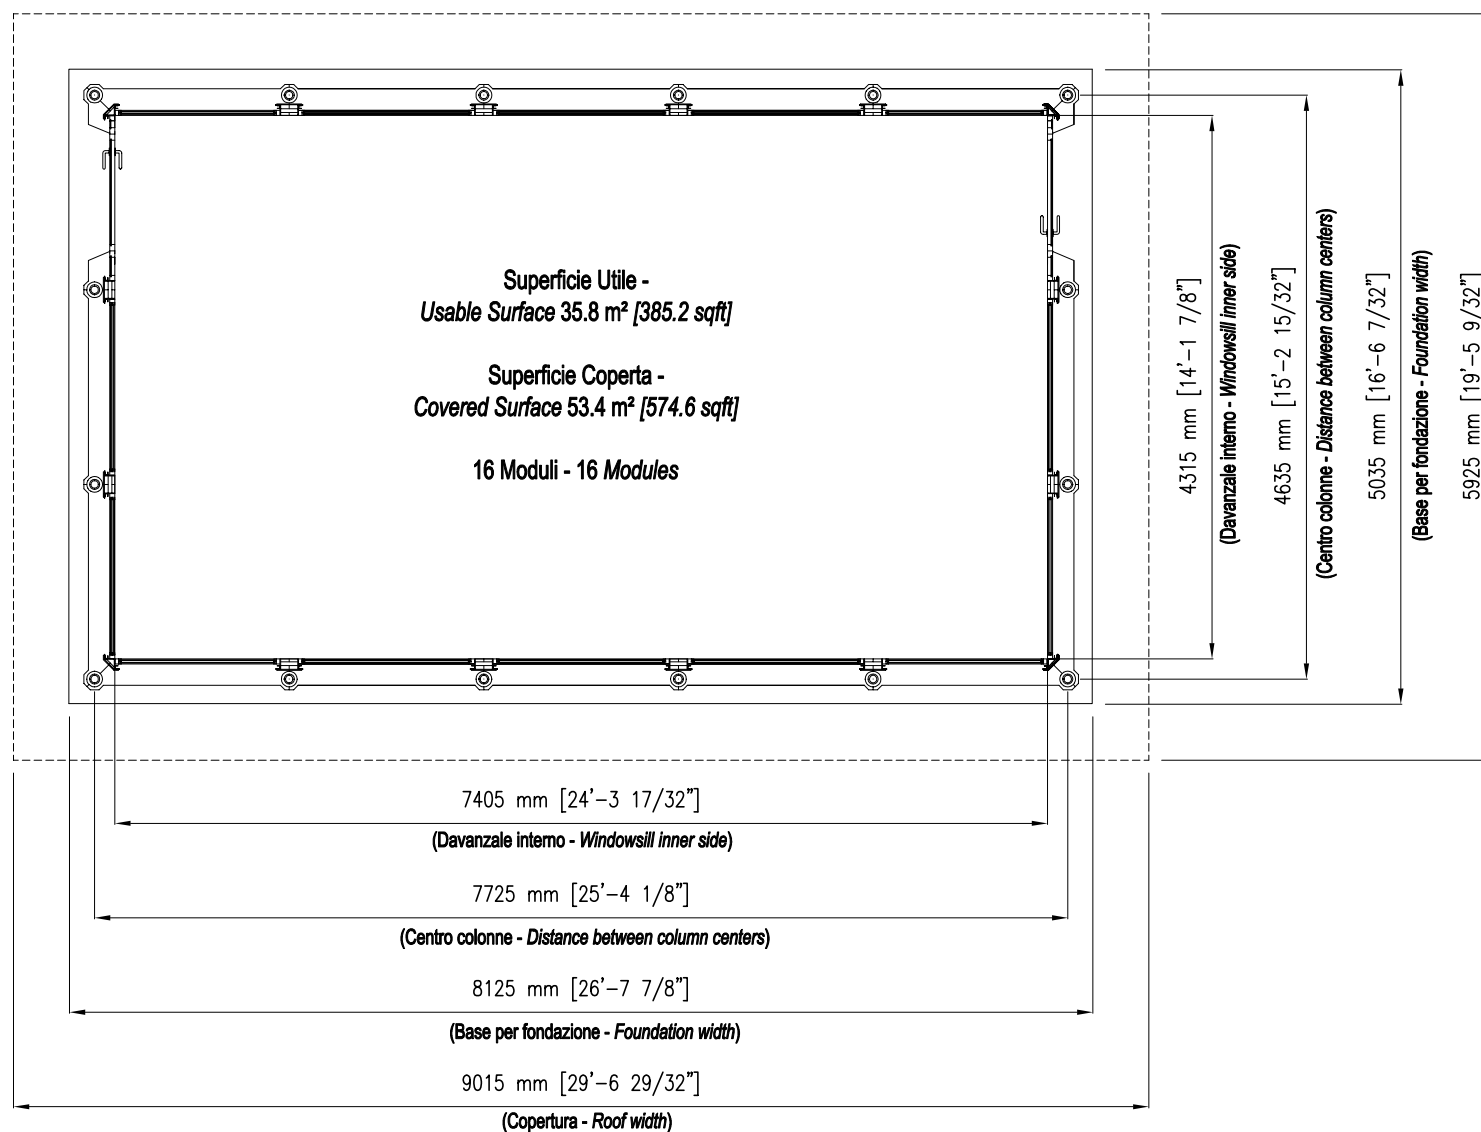 Superficie Utile -
Usable Surface 35.8 m² [385.2 sqft]
Superficie Coperta -
Covered Surface 53.4 m² [574.6 sqft]
16 Moduli - 16 Modules
4315 mm [14'-1 7/8"]
(Davanzale interno - Windowsill inner side)
4635 mm [15'-2 15/32"]
(Centro colonne - Distance between column centers)
5035 mm [16'-6 7/32"]
(Base per fondazione - Foundation width)
5925 mm [19'-5 9/32"]
7405 mm [24'-3 17/32"]
(Davanzale interno - Windowsill inner side)
7725 mm [25'-4 1/8"]
(Centro colonne - Distance between column centers)
8125 mm [26'-7 7/8"]
(Base per fondazione - Foundation width)
9015 mm [29'-6 29/32"]
(Copertura - Roof width)